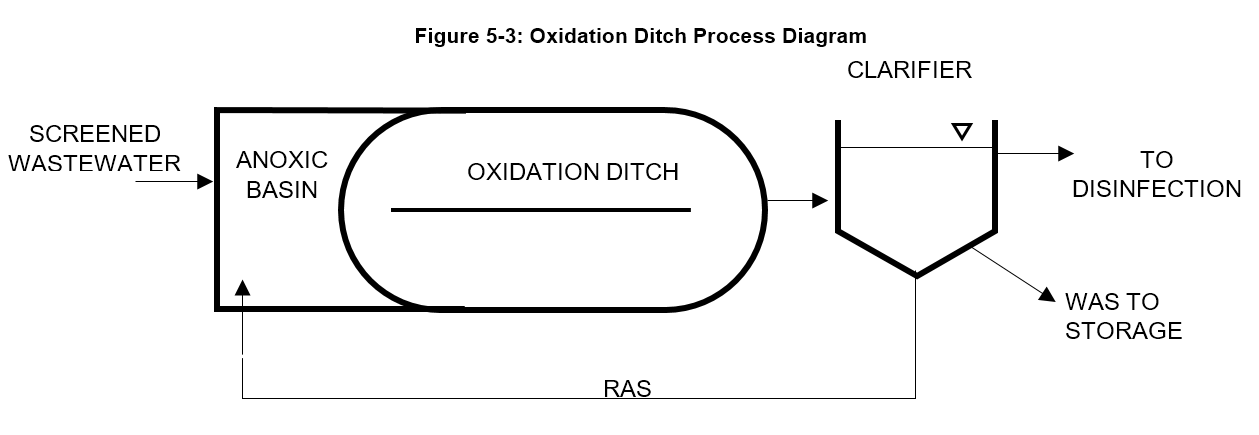 Figure 5-3: Oxidation Ditch Process Diagram
CLARIFIER
SCREENED
WASTEWATER
ANOXIC
BASIN
OXIDATION DITCH
TO
DISINFECTION
WAS TO
STORAGE
RAS